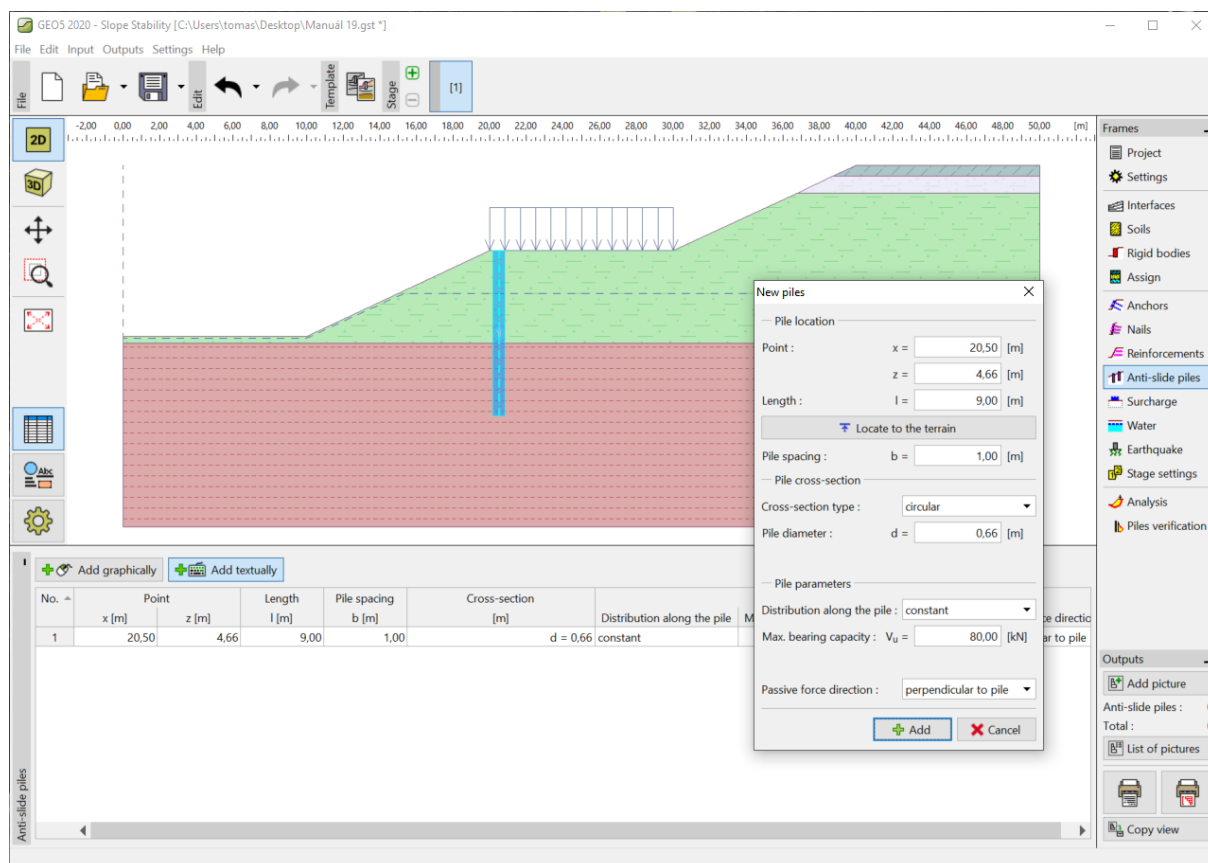 GEO5 2020 - Slope Stability [C:\Users\tomas\Desktop\Manuál 19.gst *]
File Edit Input Outputs Settings Help
File
Edit
Template
Stage
[1]
2D
3D
Abc
-2,00 0,00 2,00 4,00 6,00 8,00 10,00 12,00 14,00 16,00 18,00 20,00 22,00 24,00 26,00 28,00 30,00 32,00 34,00 36,00 38,00 40,00 42,00 44,00 46,00 48,00 50,00 [m]
New piles
Pile location
Point : x = 20,50 [m]
z = 4,66 [m]
Length : l = 9,00 [m]
Locate to the terrain
Pile spacing : b = 1,00 [m]
Pile cross-section
Cross-section type : circular
Pile diameter : d = 0,66 [m]
Pile parameters
Distribution along the pile : constant
Max. bearing capacity : Vu = 80,00 [kN]
Passive force direction : perpendicular to pile
Add Cancel
Frames
Project
Settings
Interfaces
Soils
Rigid bodies
Assign
Anchors
Nails
Reinforcements
Anti-slide piles
Surcharge
Water
Earthquake
Stage settings
Analysis
Piles verification
Add graphically Add textually
No. Point Length Pile spacing Cross-section
x [m] z [m] l [m] b [m] [m] Distribution along the pile
1 20,50 4,66 9,00 1,00 d = 0,66 constant
ar to pile
Anti-slide piles
Outputs
Add picture
Anti-slide piles :
Total :
List of pictures
Copy view